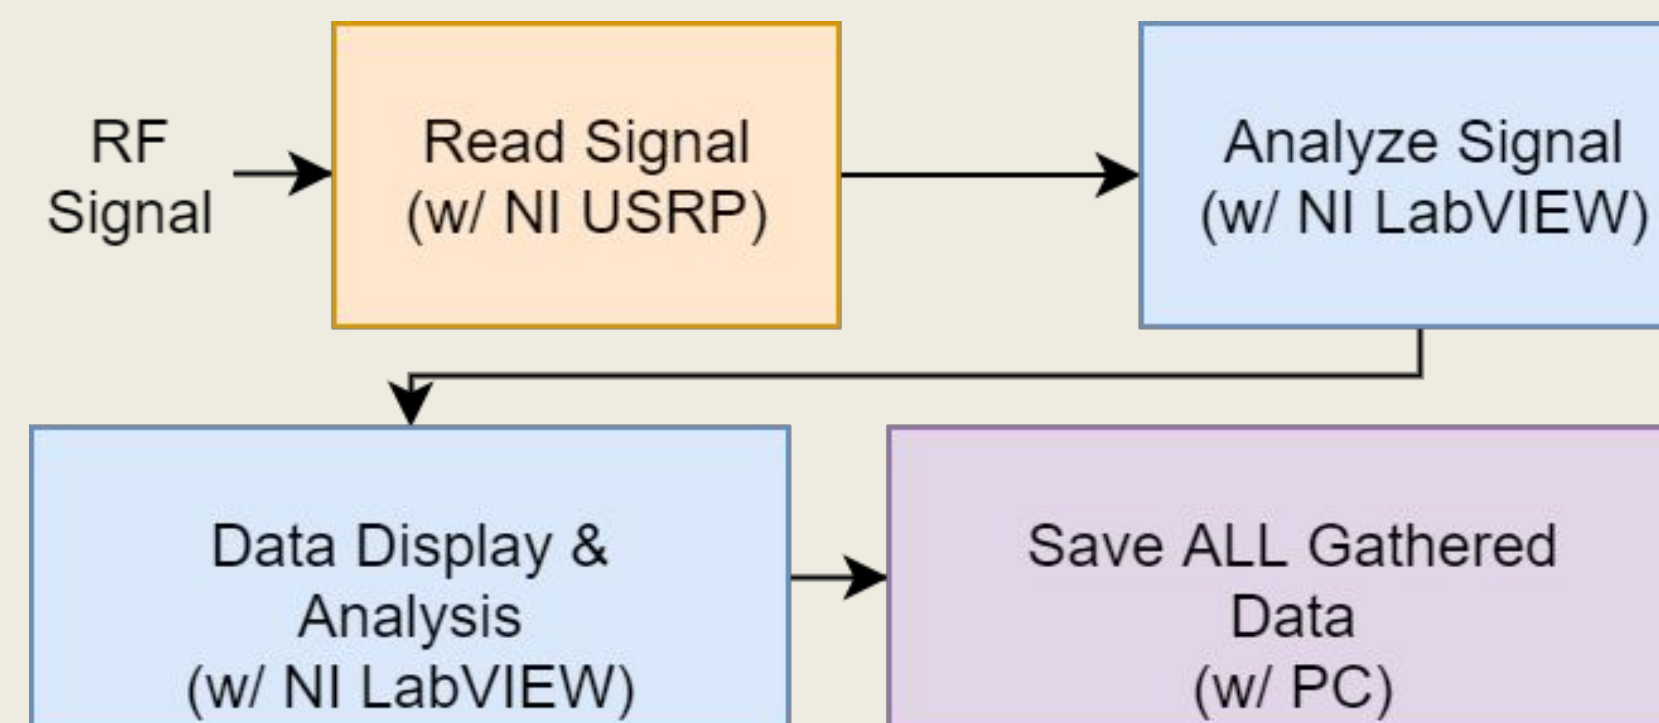 RF
Signal
Read Signal
(w/ NI USRP)
Analyze Signal
(w/ NI LabVIEW)
Data Display &
Analysis
(w/ NI LabVIEW)
Save ALL Gathered
Data
(w/ PC)